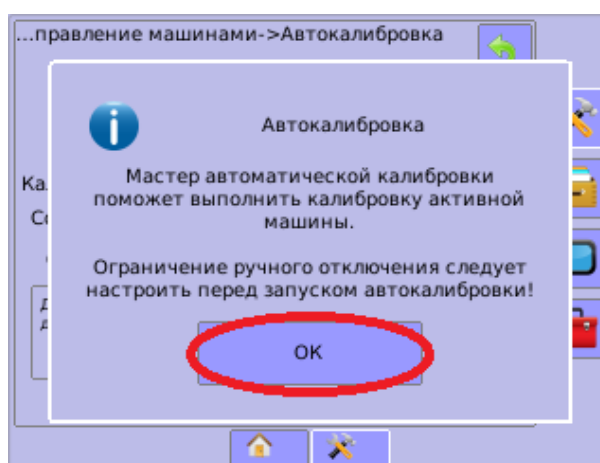 ...правление машинами->Автокалибровка
Автокалибровка
Мастер автоматической калибровки
поможет выполнить калибровку активной
машины.
Ограничение ручного отключения следует
настроить перед запуском автокалибровки!
OK